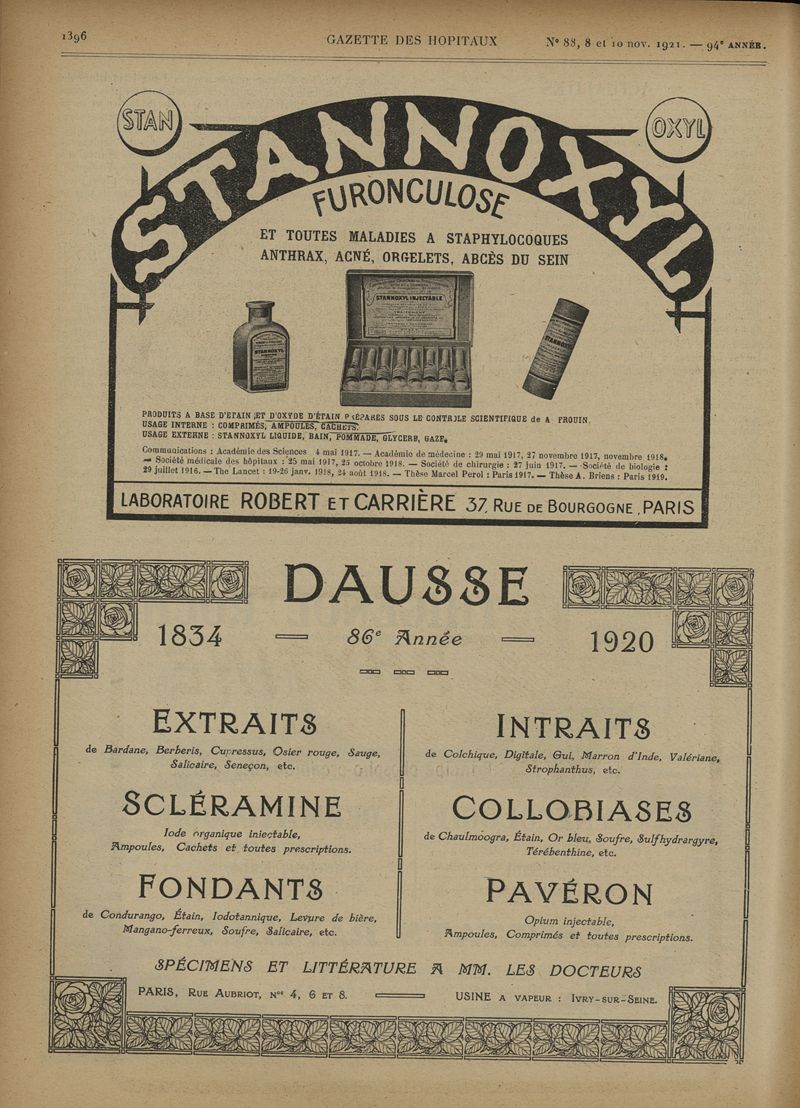 1396
GAZETTE DES HOPITAUX
Nº 88, 8 et 10 nov. 1921. — 94ᵉ ANNÉE.
STAN
OXYL
STANNOXYL
FURONCULOSE
ET TOUTES MALADIES A STAPHYLOCOQUES
ANTHRAX, ACNÉ, ORGELETS, ABCÈS DU SEIN
STANNOXYL INJECTABLE
TRAITEMENT
STANNOXYL
STANNOXYL
PRODUITS A BASE D'ETAIN ET D'OXYDE D'ÉTAIN PRÉPARÉS SOUS LE CONTROLE SCIENTIFIQUE de A FROUIN.
USAGE INTERNE : COMPRIMÉS, AMPOULES, CACHETS.
USAGE EXTERNE : STANNOXYL LIQUIDE, BAIN, POMMADE, GLYCERE, GAZE,
Communications : Académie des Sciences 4 mai 1917. — Académie de médecine : 29 mai 1917, 27 novembre 1917, novembre 1918.
— Société médicale des hôpitaux : 25 mai 1917, 25 octobre 1918. — Société de chirurgie : 27 juin 1917. — Société de biologie :
29 juillet 1916. — The Lancet : 19-26 janv. 1918, 24 août 1918. — Thèse Marcel Perol : Paris 1917. — Thèse A. Briens : Paris 1919.
LABORATOIRE ROBERT ET CARRIÈRE 37, RUE DE BOURGOGNE, PARIS
DAUSSE
1834 — 86ᵉ Année — 1920
EXTRAITS
de Bardane, Berberis, Cupressus, Osier rouge, Sauge,
Salicaire, Seneçon, etc.
SCLÉRAMINE
Iode organique injectable,
Ampoules, Cachets et toutes prescriptions.
FONDANTS
de Condurango, Étain, Iodotannique, Levure de bière,
Mangano-ferreux, Soufre, Salicaire, etc.
INTRAITS
de Colchique, Digitale, Gui, Marron d'Inde, Valériane,
Strophanthus, etc.
COLLOBIASES
de Chaulmoogra, Étain, Or bleu, Soufre, Sulfhydrargyre,
Térébenthine, etc.
PAVÉRON
Opium injectable,
Ampoules, Comprimés et toutes prescriptions.
SPÉCIMENS ET LITTÉRATURE A MM. LES DOCTEURS
PARIS, RUE AUBRIOT, Nᵒˢ 4, 6 ET 8. — USINE A VAPEUR : IVRY-SUR-SEINE.